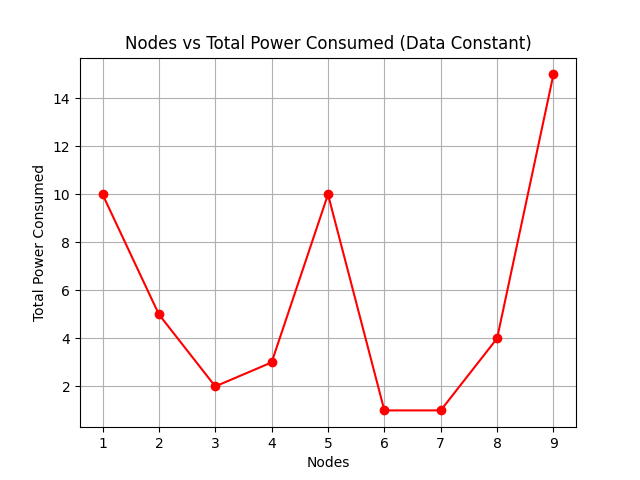 Nodes vs Total Power Consumed (Data Constant)
Total Power Consumed
14
12
10
8
6
4
2
1 2 3 4 5 6 7 8 9
Nodes